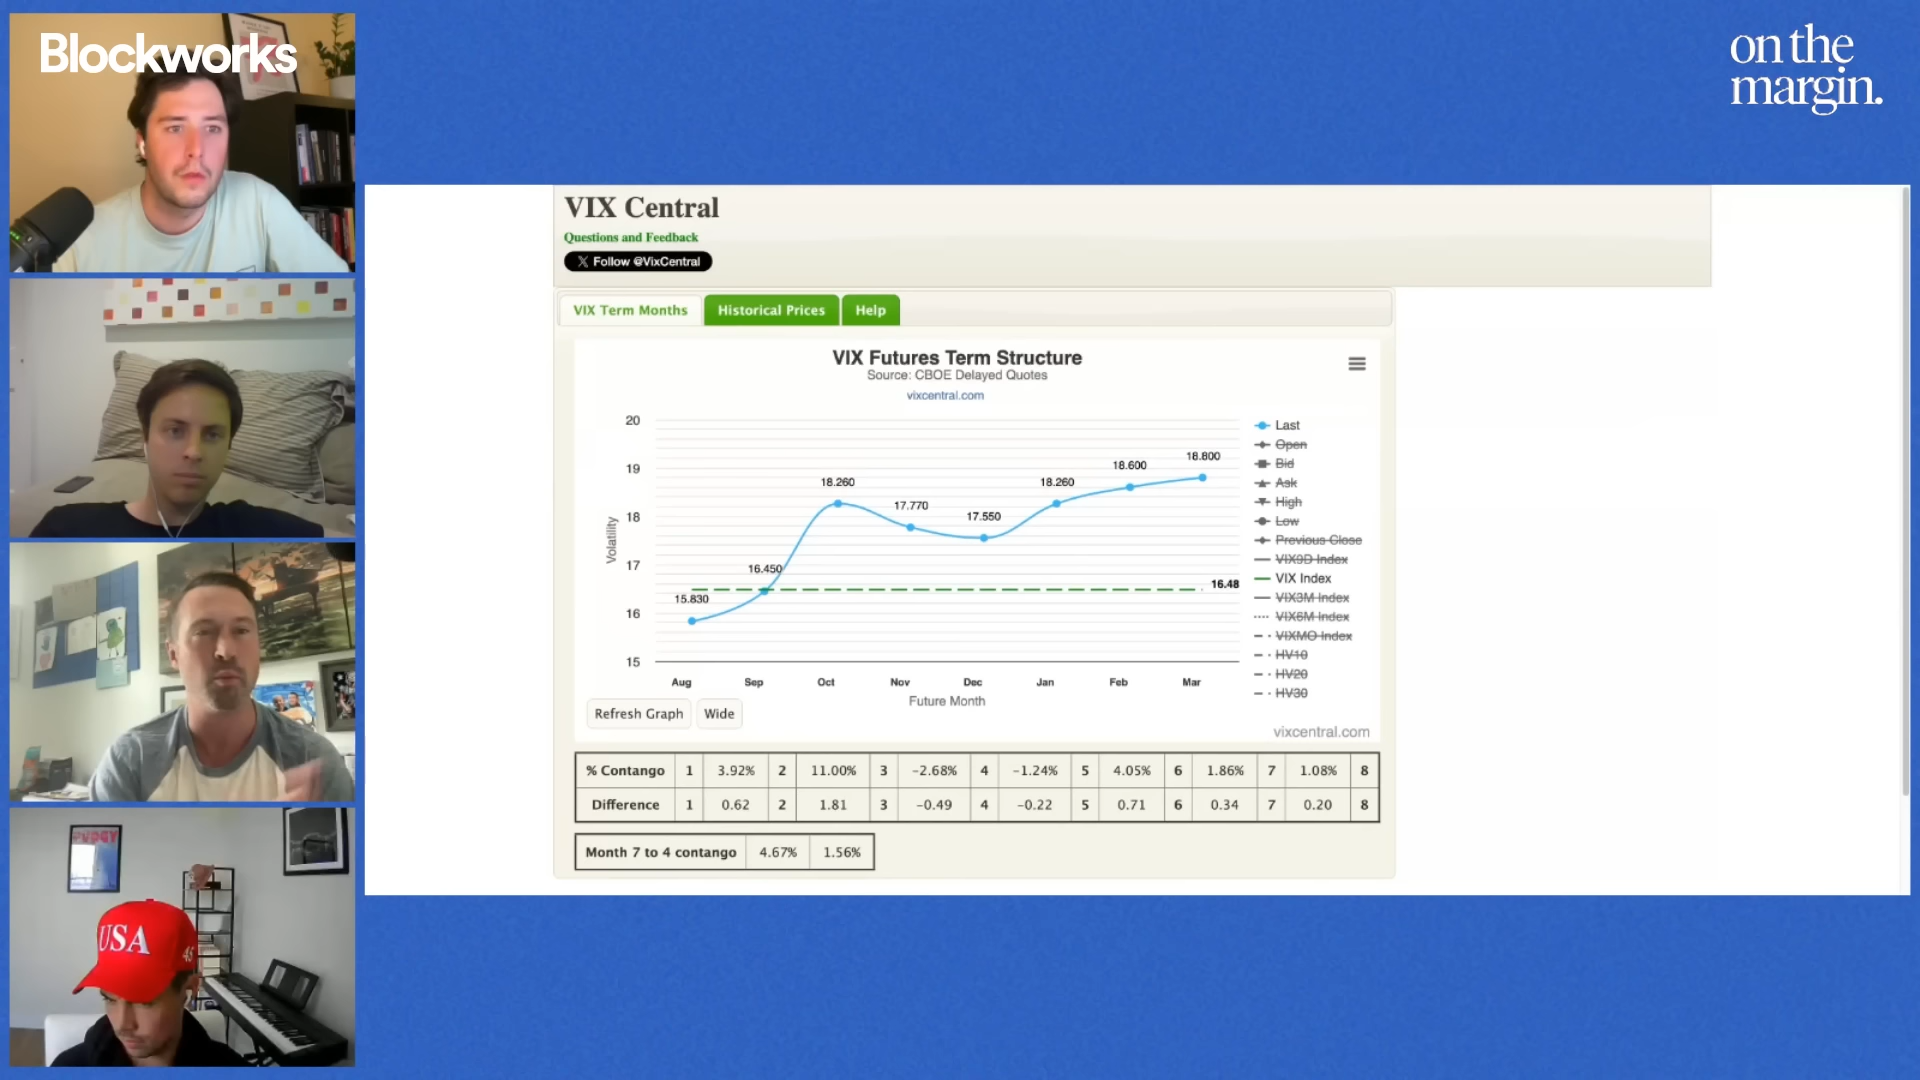 Blockworks
on the
margin.
VIX Central
Questions and Feedback
Follow @VixCentral
VIX Term Months
Historical Prices
Help
VIX Futures Term Structure
Source: CBOE Delayed Quotes
vixcentral.com
20
19
18
17
16
15
Volatility
15.830
16.450
18.260
17.770
17.550
18.260
18.600
18.800
16.48
Aug Sep Oct Nov Dec Jan Feb Mar
Future Month
Last
Open
Bid
Ask
High
Low
Previous Close
VIX9D Index
VIX Index
VIX3M Index
VIX6M Index
VIXMO Index
HV10
HV20
HV30
Refresh Graph
Wide
vixcentral.com
% Contango 1 3.92% 2 11.00% 3 -2.68% 4 -1.24% 5 4.05% 6 1.86% 7 1.08% 8
Difference 1 0.62 2 1.81 3 -0.49 4 -0.22 5 0.71 6 0.34 7 0.20 8
Month 7 to 4 contango 4.67% 1.56%
USA
45